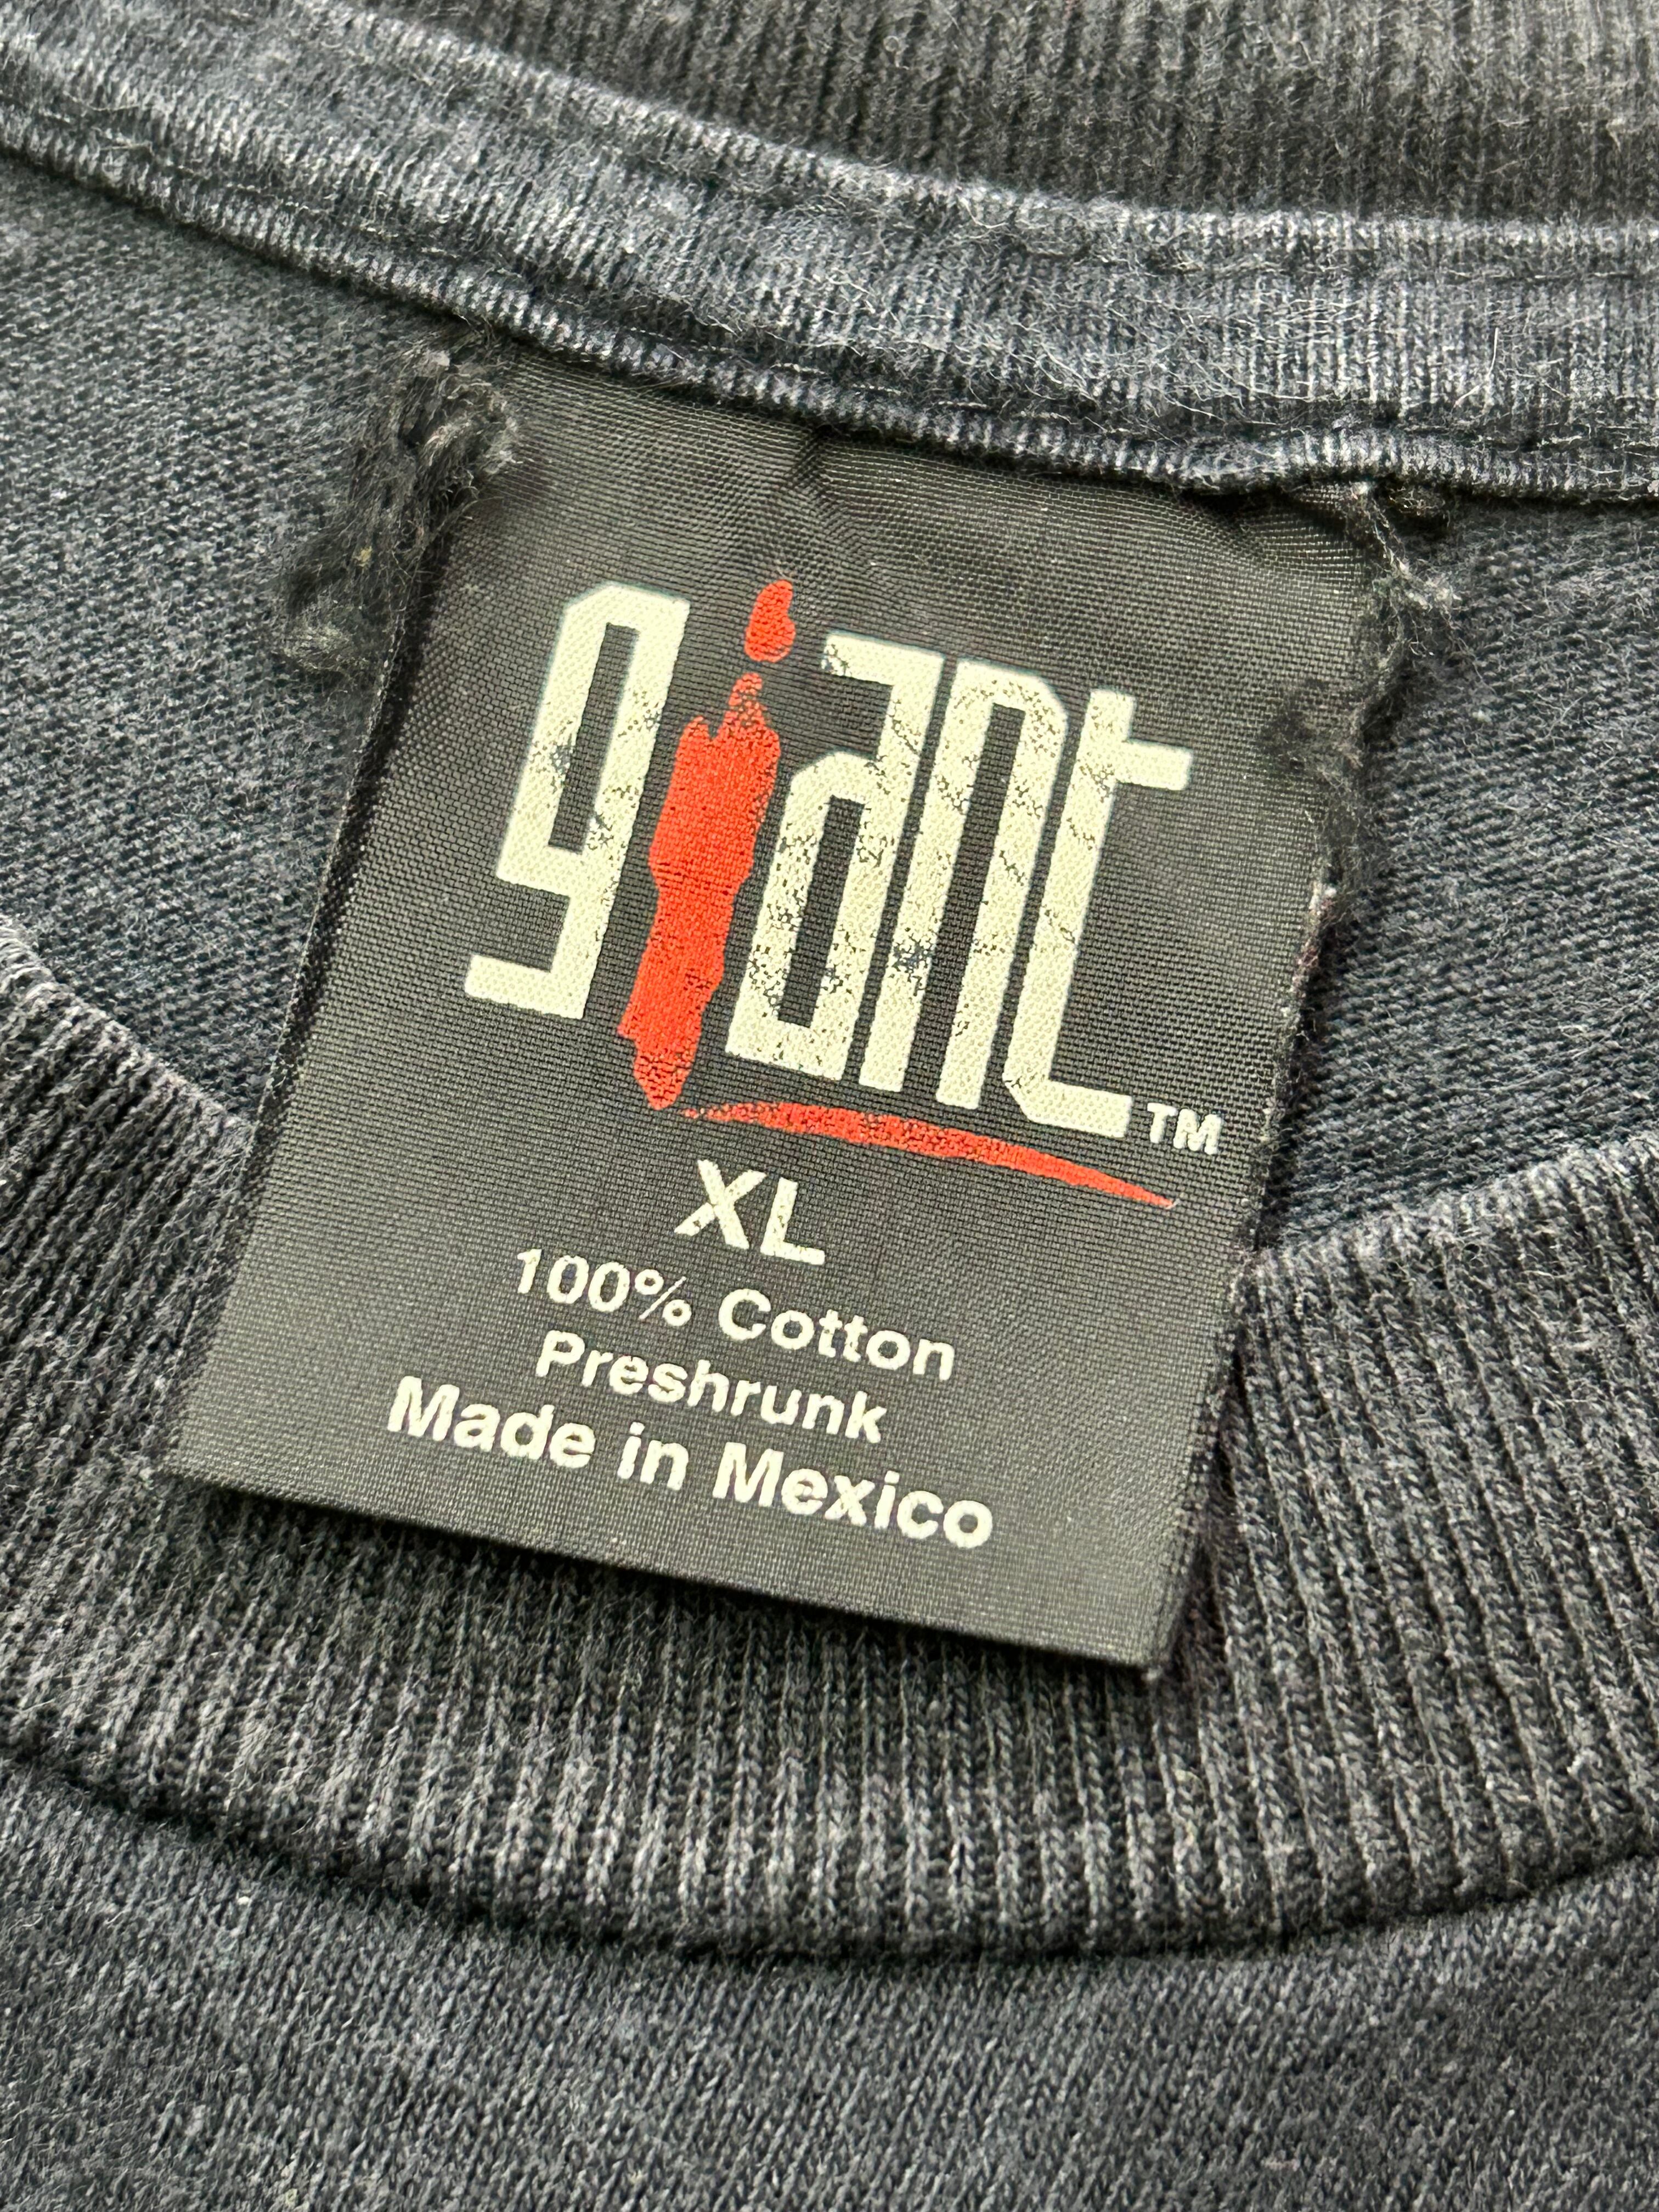 giant TM
XL
100% Cotton
Preshrunk
Made in Mexico